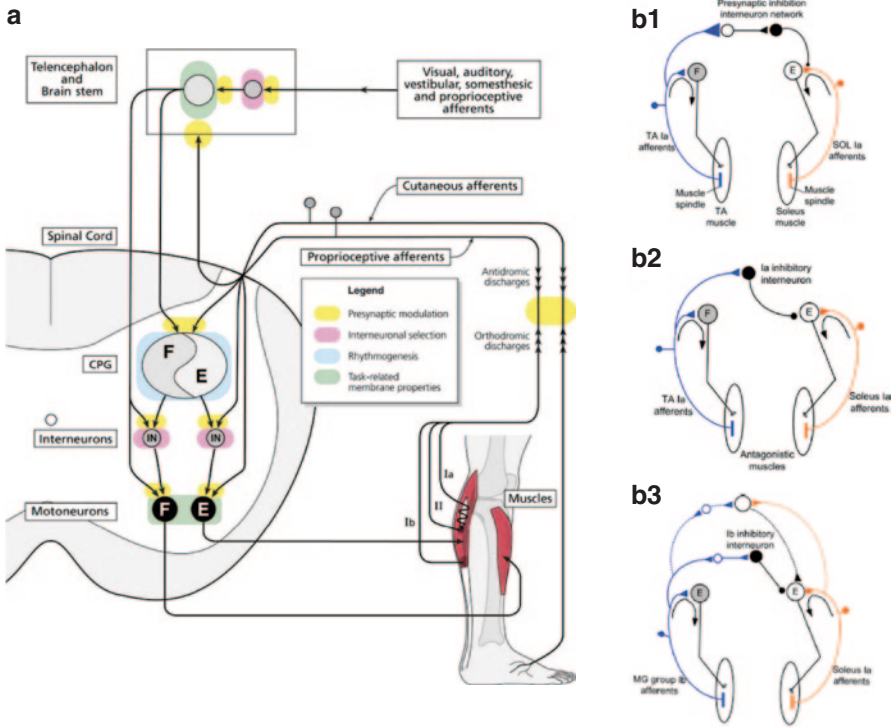 a
Telencephalon
and
Brain stem
Visual, auditory,
vestibular, somesthesic
and proprioceptive
afferents
Cutaneous afferents
Spinal Cord
Proprioceptive afferents
Antidromic
discharges
Orthodromic
discharges
Legend
Presynaptic modulation
Interneuronal selection
Rhythmogenesis
Task-related
membrane properties
F
E
CPG
IN
IN
Interneurons
Motoneurons
F
E
Ia
II
Ib
Muscles
b1
Presynaptic inhibition
interneuron network
F
E
TA Ia
afferents
SOL Ia
afferents
Muscle
spindle
TA
muscle
Soleus
muscle
Muscle
spindle
b2
Ia inhibitory
interneuron
F
E
TA Ia
afferents
Soleus Ia
afferents
Antagonistic
muscles
b3
Ib inhibitory
interneuron
F
E
MG group Ib
afferents
Soleus Ia
afferents